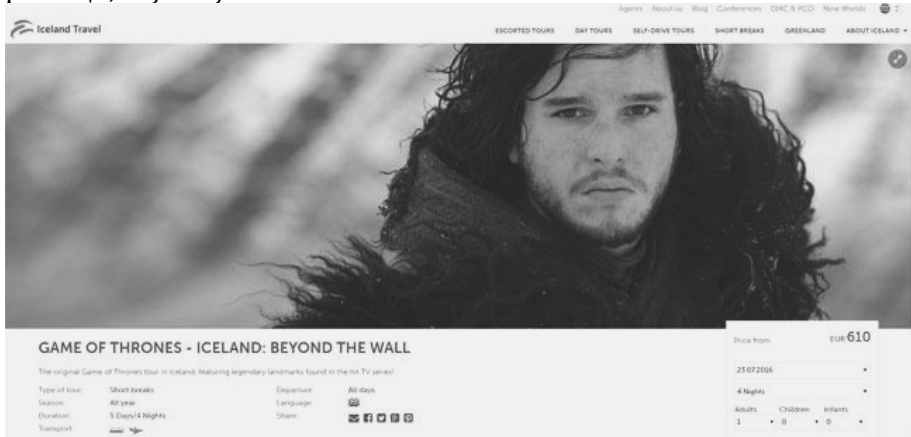 Agents About us Blog Conferences DMC & PCO Nine Worlds
Iceland Travel
ESCORTED TOURS DAY TOURS SELF-DRIVE TOURS SHORT BREAKS GREENLAND ABOUT ICELAND
GAME OF THRONES - ICELAND: BEYOND THE WALL
The original Game of Thrones tour in Iceland, featuring legendary landmarks found in the hit TV series!
Type of tour: Short breaks
Season: All year
Duration: 5 Days/4 Nights
Transport:
Departure: All days
Language:
Share:
Price from EUR 610
23.07.2016
4 Nights
Adults Children Infants
1 0 0